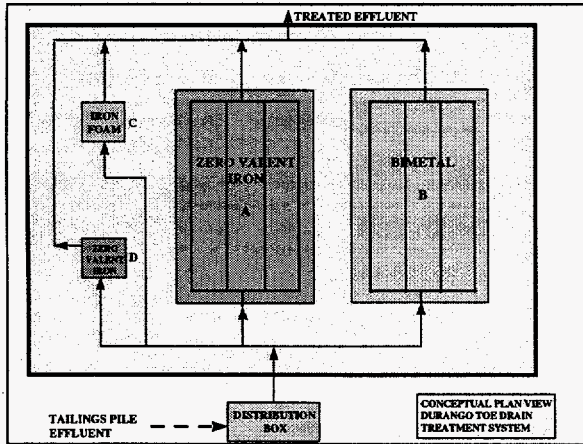 TREATED EFFLUENT
IRON
FOAM
C
ZERO VALENT
IRON
A
BIMETAL
B
ZERO
VALENT
IRON
D
TAILINGS PILE
EFFLUENT
DISTRIBUTION
BOX
CONCEPTUAL PLAN VIEW
DURANGO TOE DRAIN
TREATMENT SYSTEM